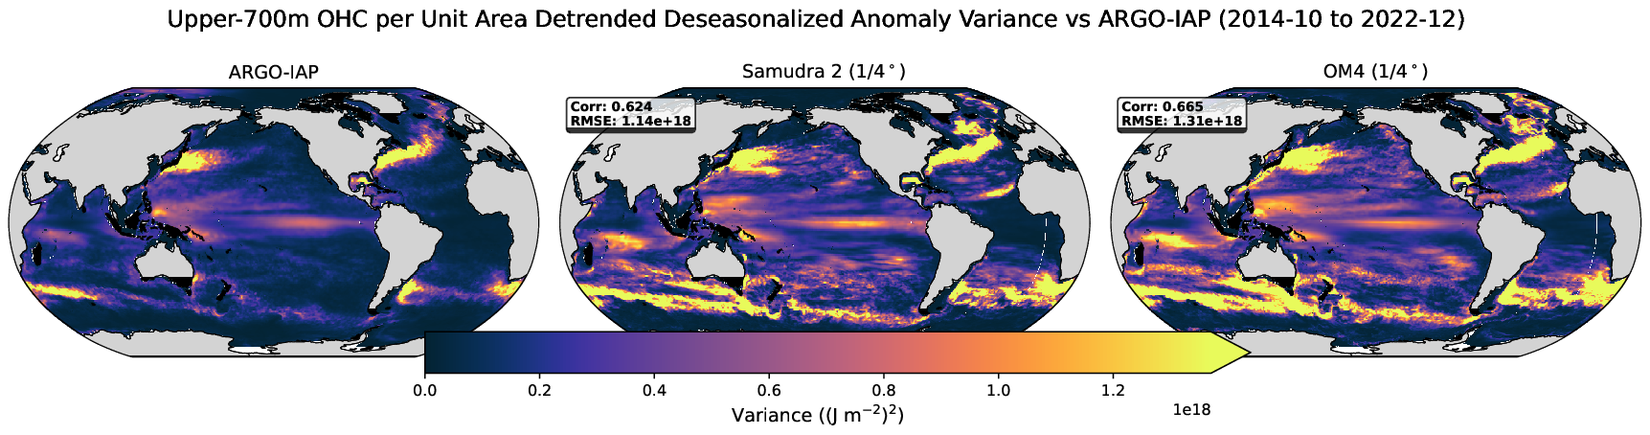 Upper-700m OHC per Unit Area Detrended Deseasonalized Anomaly Variance vs ARGO-IAP (2014-10 to 2022-12)
ARGO-IAP
Samudra 2 (1/4°)
OM4 (1/4°)
Corr: 0.624
RMSE: 1.14e+18
Corr: 0.665
RMSE: 1.31e+18
0.0 0.2 0.4 0.6 0.8 1.0 1.2
1e18
Variance ((J m⁻²)²)